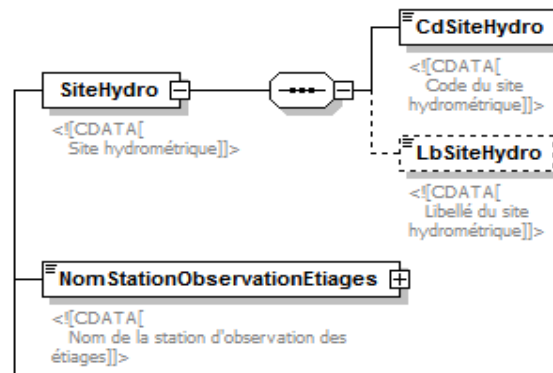 SiteHydro
<![CDATA[
Site hydrométrique]]>
CdSiteHydro
<![CDATA[
Code du site
hydrométrique]]>
LbSiteHydro
<![CDATA[
Libellé du site
hydrométrique]]>
NomStationObservationEtiages
<![CDATA[
Nom de la station d'observation des
étiages]]>